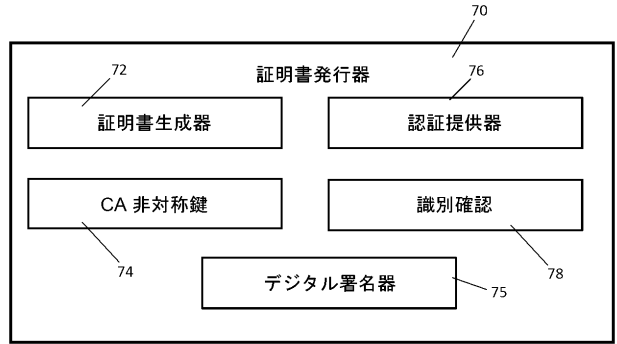 70
証明書発行器
72
証明書生成器
76
認証提供器
CA 非対称鍵
74
識別確認
78
デジタル署名器
75